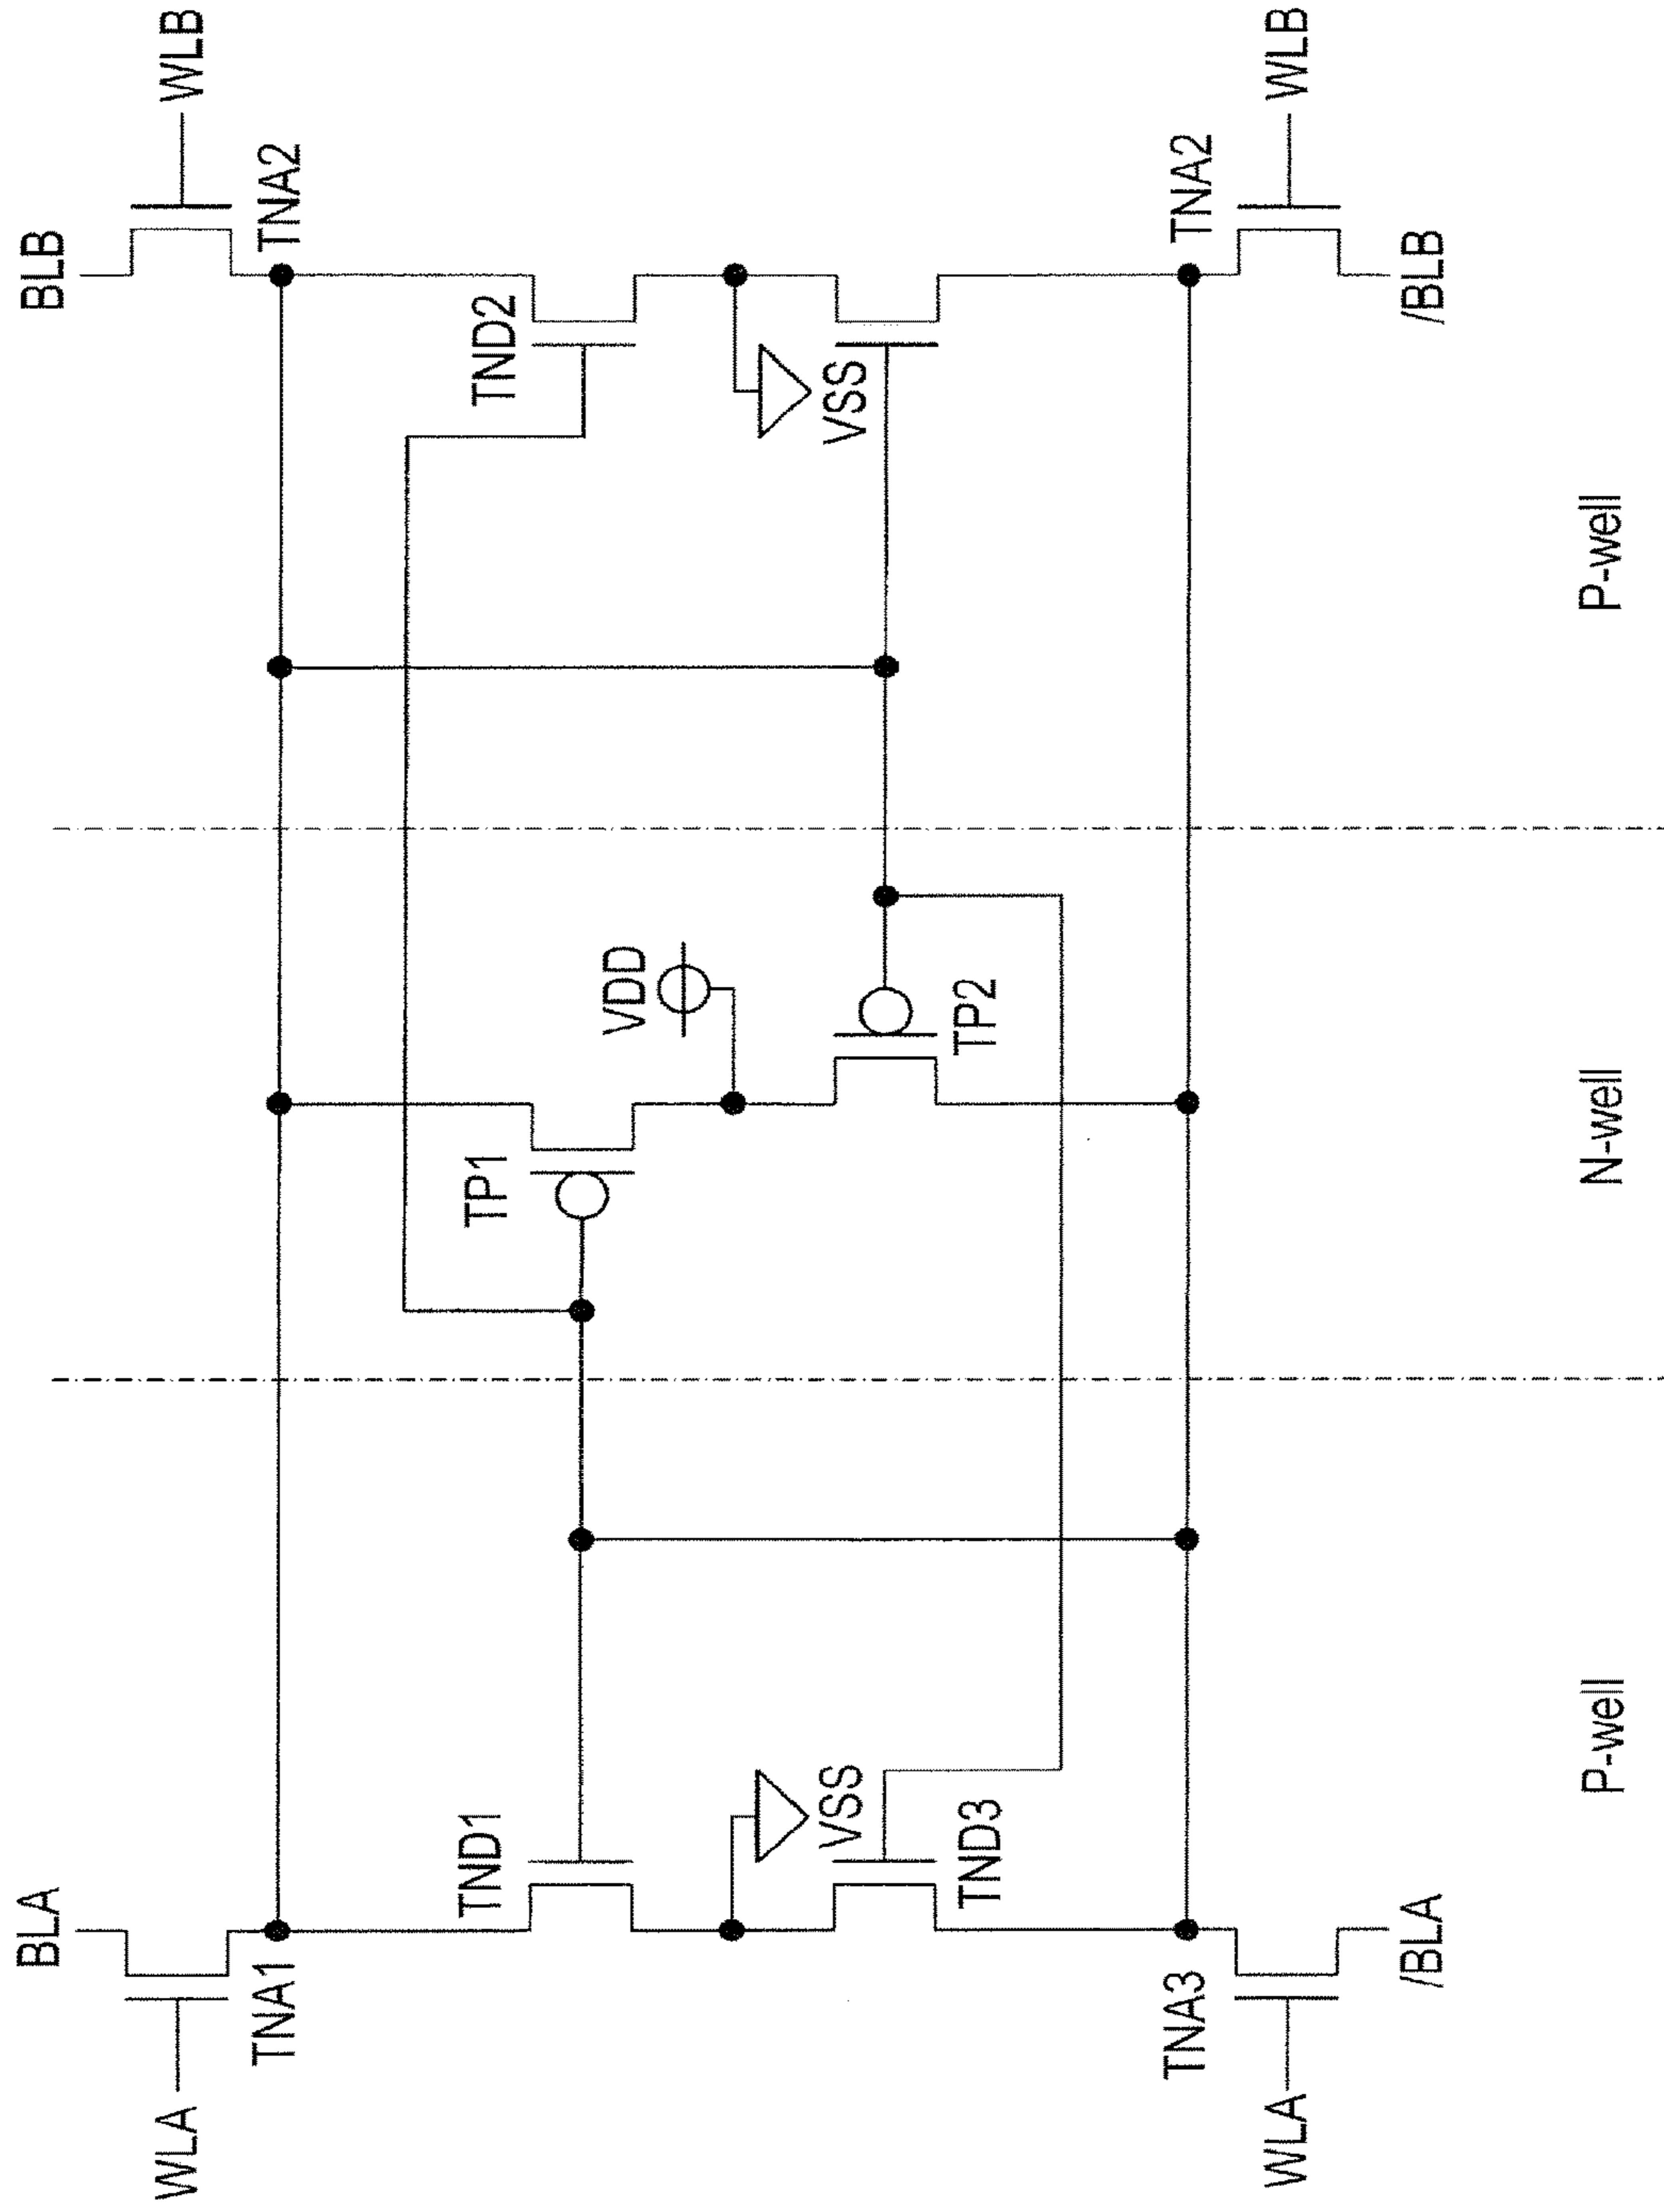 BLA
BLB
WLA
WLB
TNA1
TNA2
TND1
TP1
TND2
VDD
VSS
VSS
TND3
TP2
TNA3
TNA2
WLA
WLB
/BLA
/BLB
P-well
N-well
P-well